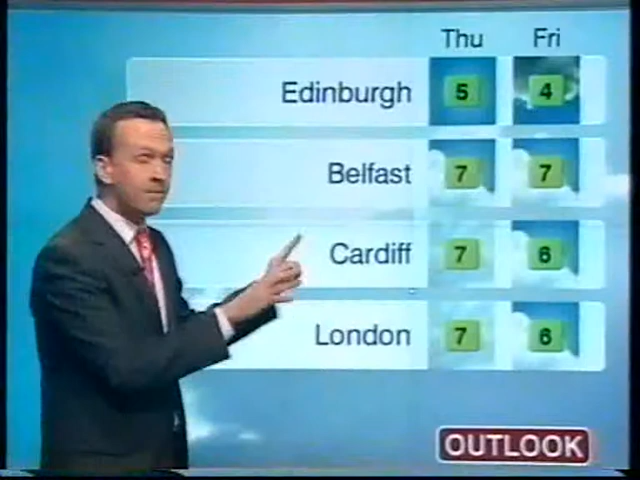 Thu Fri
Edinburgh 5 4
Belfast 7 7
Cardiff 7 6
London 7 6
OUTLOOK